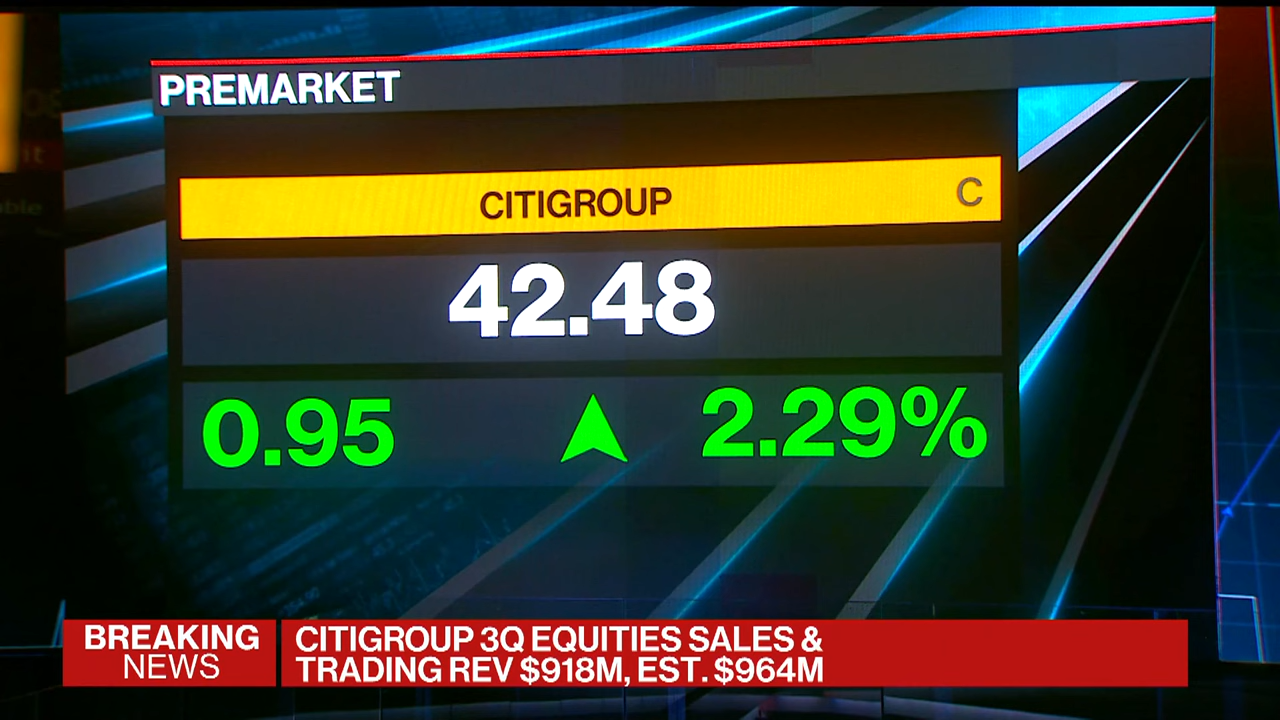 PREMARKET
CITIGROUP C
42.48
0.95 ▲ 2.29%
BREAKING
NEWS
CITIGROUP 3Q EQUITIES SALES &
TRADING REV $918M, EST. $964M